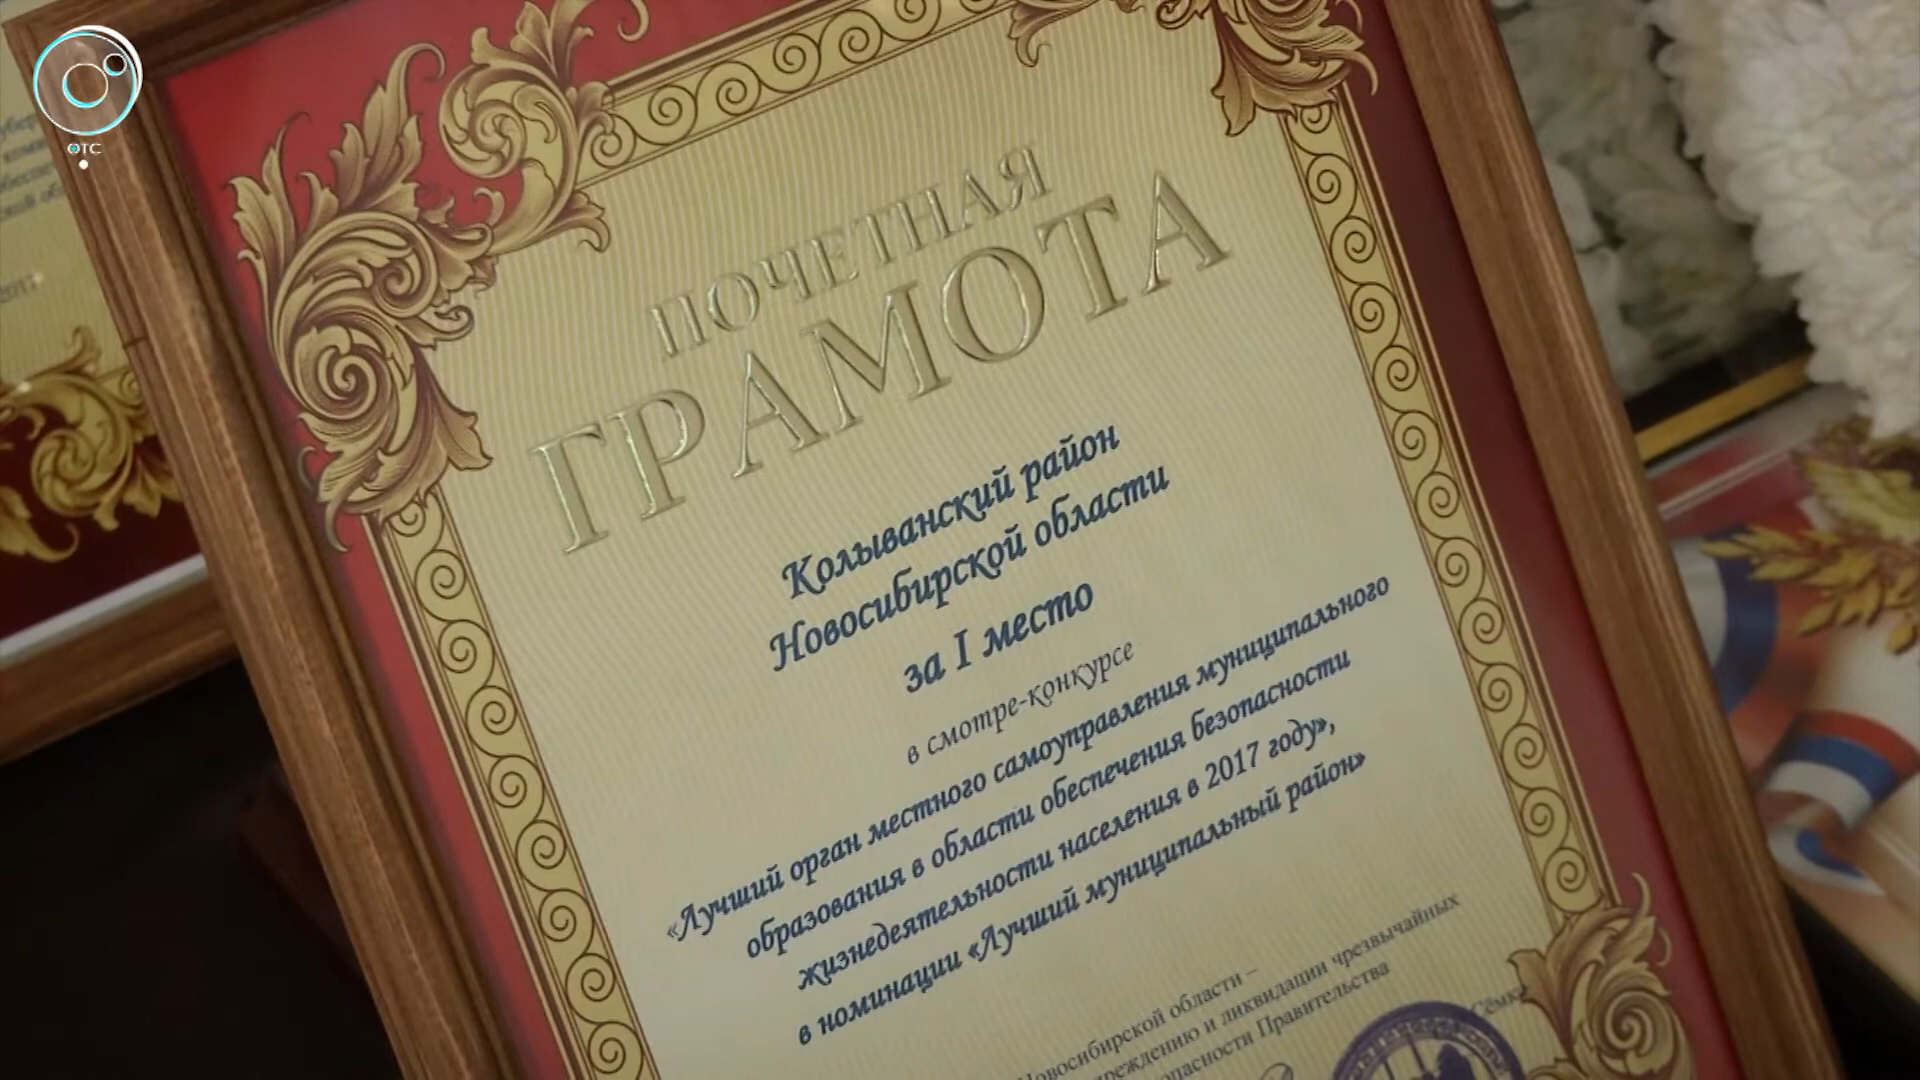 ОТС
ПОЧЕТНАЯ
ГРАМОТА
Колыванский район
Новосибирской области
за I место
в смотре-конкурсе
«Лучший орган местного самоуправления муниципального
образования в области обеспечения безопасности
жизнедеятельности населения в 2017 году»,
в номинации «Лучший муниципальный район»
Новосибирской области –
и ликвидации чрезвычайных
Правительства
2017